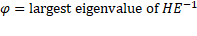 φ = largest eigenvalue of HE⁻¹